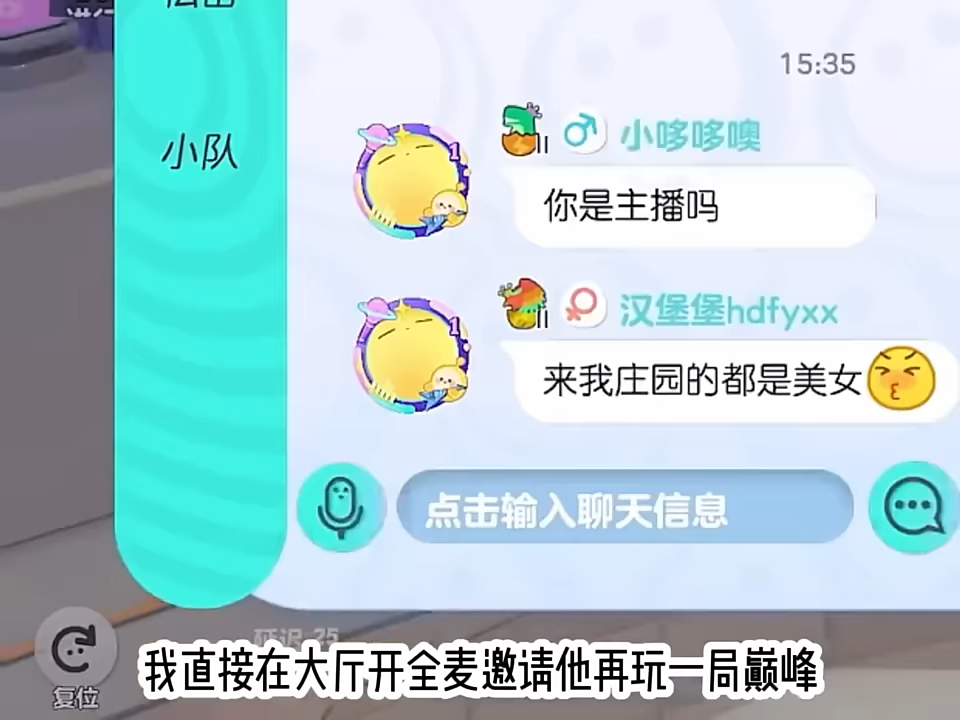 小队
15:35
小哆哆噢
你是主播吗
汉堡堡hdfyxx
来我庄园的都是美女
点击输入聊天信息
延迟 25
复位
我直接在大厅开全麦邀请他再玩一局巅峰